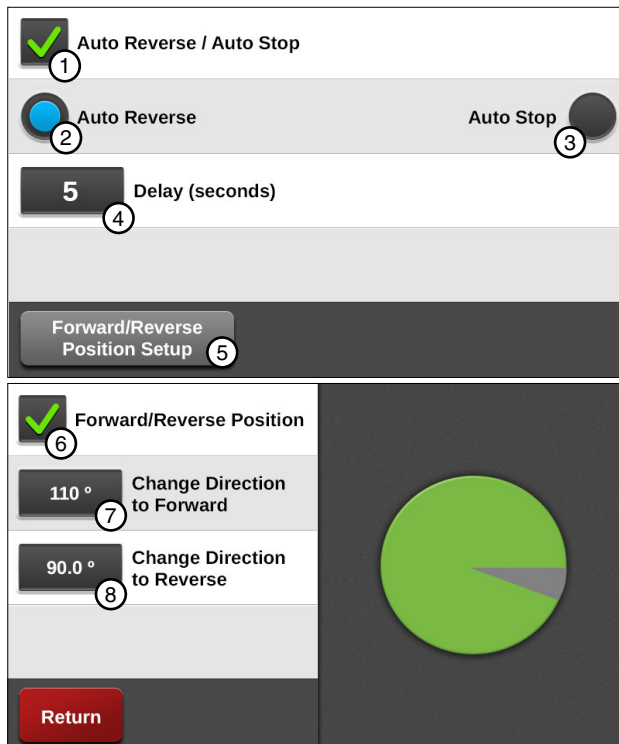 Auto Reverse / Auto Stop
1
Auto Reverse
2
Auto Stop
3
5
Delay (seconds)
4
Forward/Reverse
Position Setup
5
Forward/Reverse Position
6
110 º
Change Direction
to Forward
7
90.0 º
Change Direction
to Reverse
8
Return